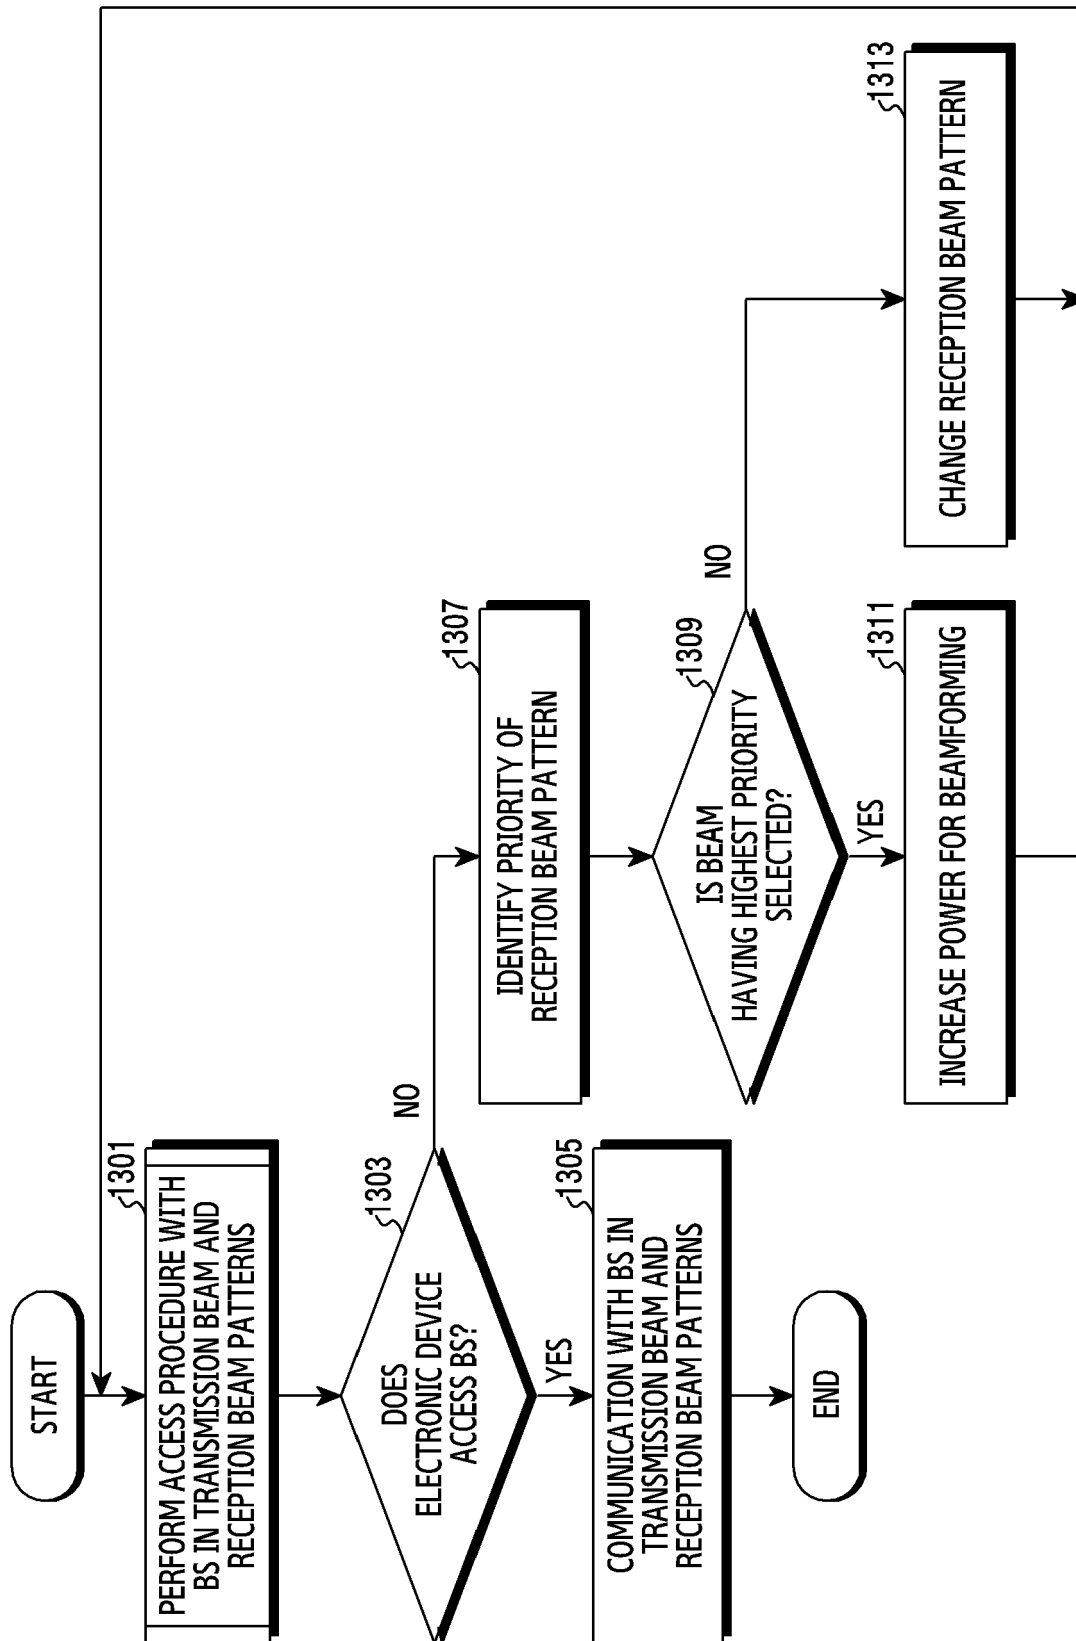 START
1301
PERFORM ACCESS PROCEDURE WITH
BS IN TRANSMISSION BEAM AND
RECEPTION BEAM PATTERNS
1303
DOES
ELECTRONIC DEVICE
ACCESS BS?
NO
YES
1305
COMMUNICATION WITH BS IN
TRANSMISSION BEAM AND
RECEPTION BEAM PATTERNS
END
1307
IDENTIFY PRIORITY OF
RECEPTION BEAM PATTERN
1309
IS BEAM
HAVING HIGHEST PRIORITY
SELECTED?
NO
YES
1311
INCREASE POWER FOR BEAMFORMING
1313
CHANGE RECEPTION BEAM PATTERN